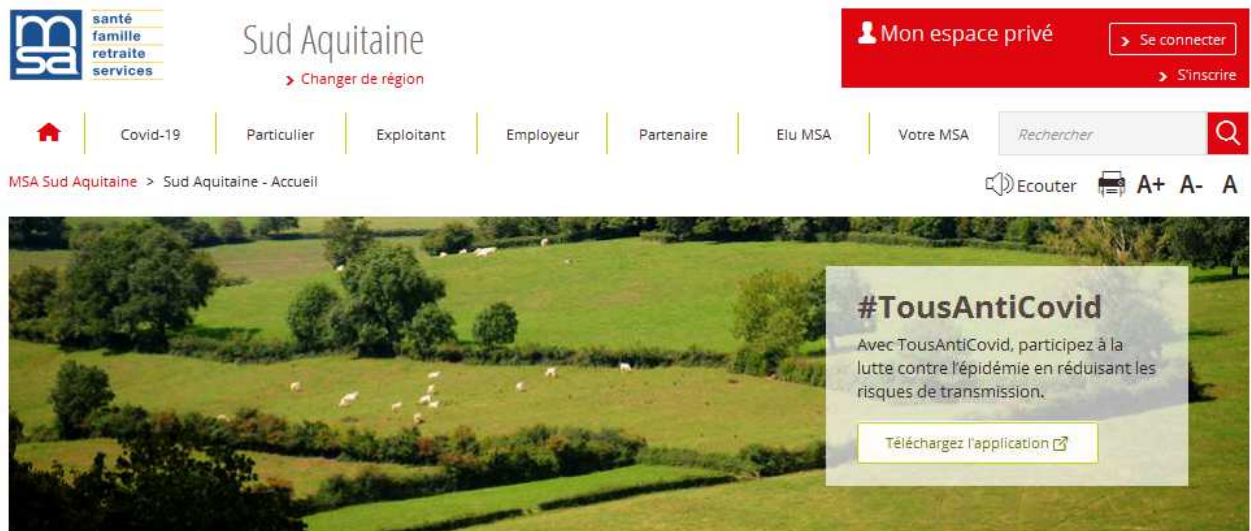 msa
santé
famille
retraite
services
Sud Aquitaine
> Changer de région
Mon espace privé
> Se connecter
> S'inscrire
Covid-19
Particulier
Exploitant
Employeur
Partenaire
Elu MSA
Votre MSA
Rechercher
MSA Sud Aquitaine > Sud Aquitaine - Accueil
Ecouter
A+ A- A
#TousAntiCovid
Avec TousAntiCovid, participez à la
lutte contre l'épidémie en réduisant les
risques de transmission.
Téléchargez l'application